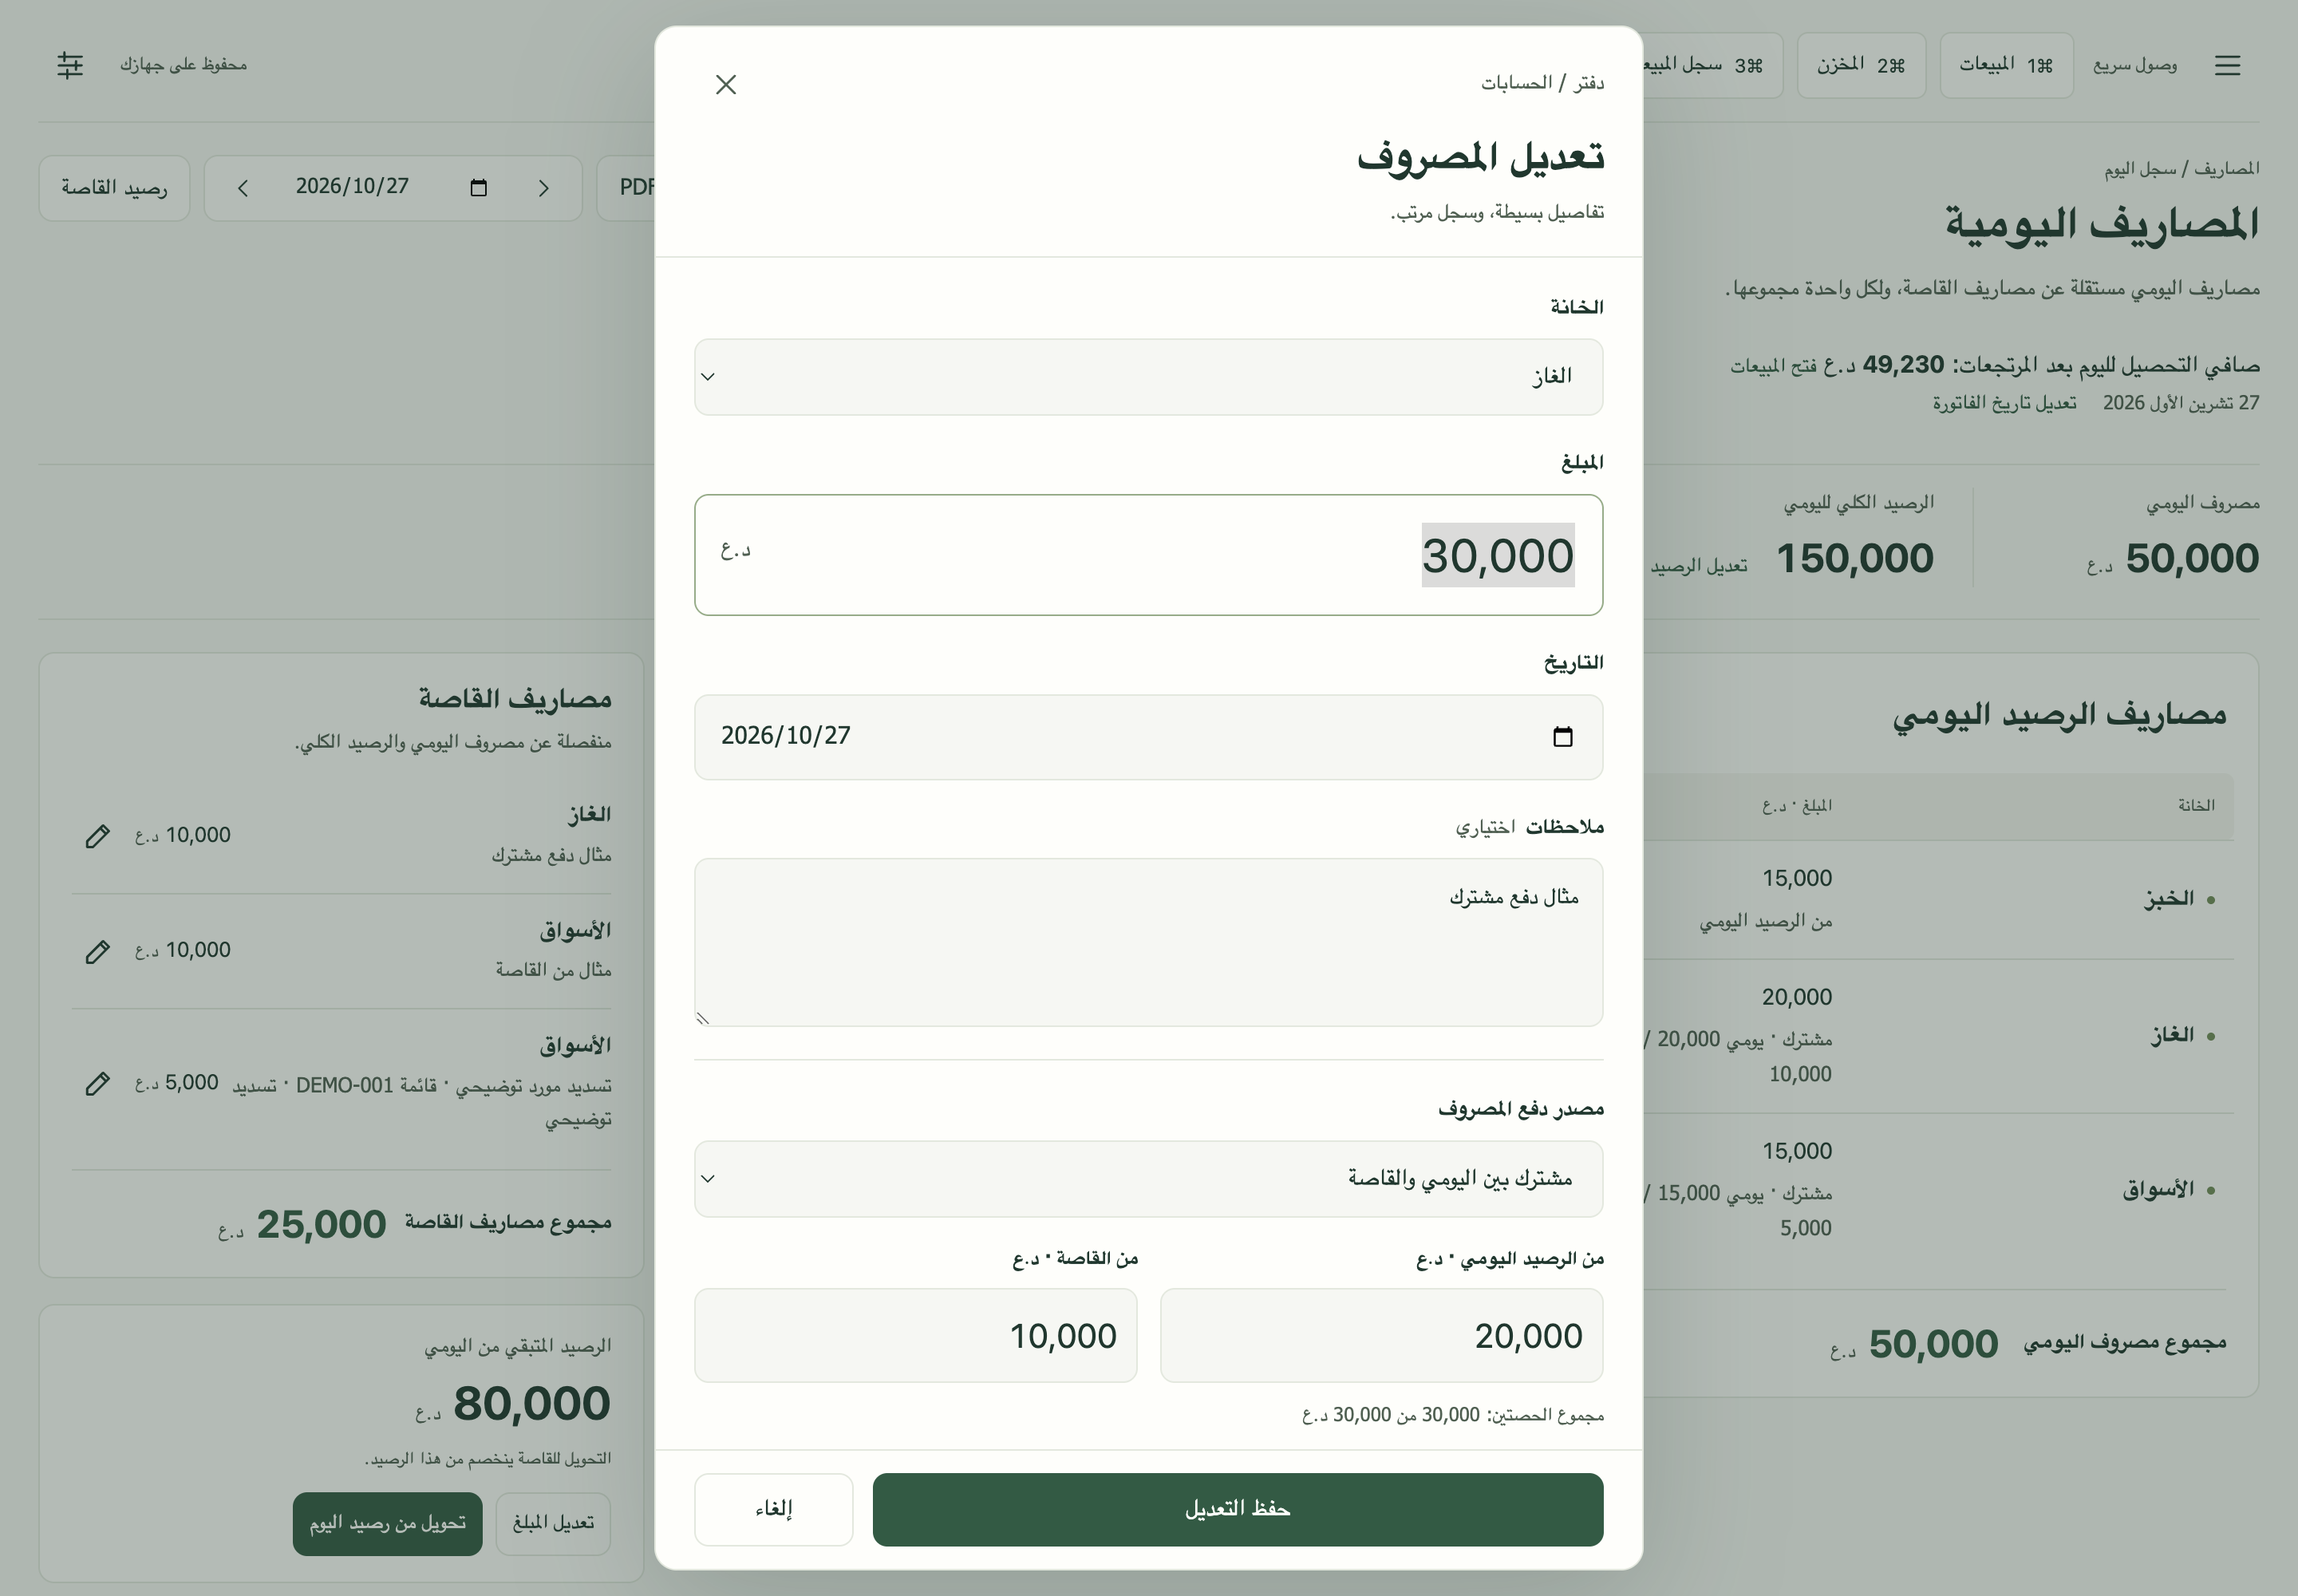 وصول سريع
⌘1 المبيعات
⌘2 المخزن
⌘3 سجل المبيع
محفوظ على جهازك
المصاريف / سجل اليوم
المصاريف اليومية
مصاريف اليومي مستقلة عن مصاريف القاصة، ولكل واحدة مجموعها.
PDF
2026/10/27
رصيد القاصة
صافي التحصيل لليوم بعد المرتجعات: 49,230 د.ع فتح المبيعات
27 تشرين الأول 2026 تعديل تاريخ الفاتورة
مصروف اليومي
50,000 د.ع
الرصيد الكلي لليومي
150,000 تعديل الرصيد
مصاريف الرصيد اليومي
الخانة
المبلغ · د.ع
الخبز
15,000
من الرصيد اليومي
الغاز
20,000
مشترك · يومي 20,000 /
10,000
الأسواق
15,000
مشترك · يومي 15,000 /
5,000
مجموع مصروف اليومي 50,000 د.ع
دفتر / الحسابات
تعديل المصروف
تفاصيل بسيطة، وسجل مرتب.
الخانة
الغاز
المبلغ
30,000 د.ع
التاريخ
2026/10/27
ملاحظات اختياري
مثال دفع مشترك
مصدر دفع المصروف
مشترك بين اليومي والقاصة
من الرصيد اليومي · د.ع
20,000
من القاصة · د.ع
10,000
مجموع الحصتين: 30,000 من 30,000 د.ع
حفظ التعديل
إلغاء
مصاريف القاصة
منفصلة عن مصروف اليومي والرصيد الكلي.
الغاز
مثال دفع مشترك
10,000 د.ع
الأسواق
مثال من القاصة
10,000 د.ع
الأسواق
تسديد مورد توضيحي · قائمة DEMO-001 · تسديد
توضيحي
5,000 د.ع
مجموع مصاريف القاصة 25,000 د.ع
الرصيد المتبقي من اليومي
80,000 د.ع
التحويل للقاصة ينخصم من هذا الرصيد.
تعديل المبلغ
تحويل من رصيد اليوم